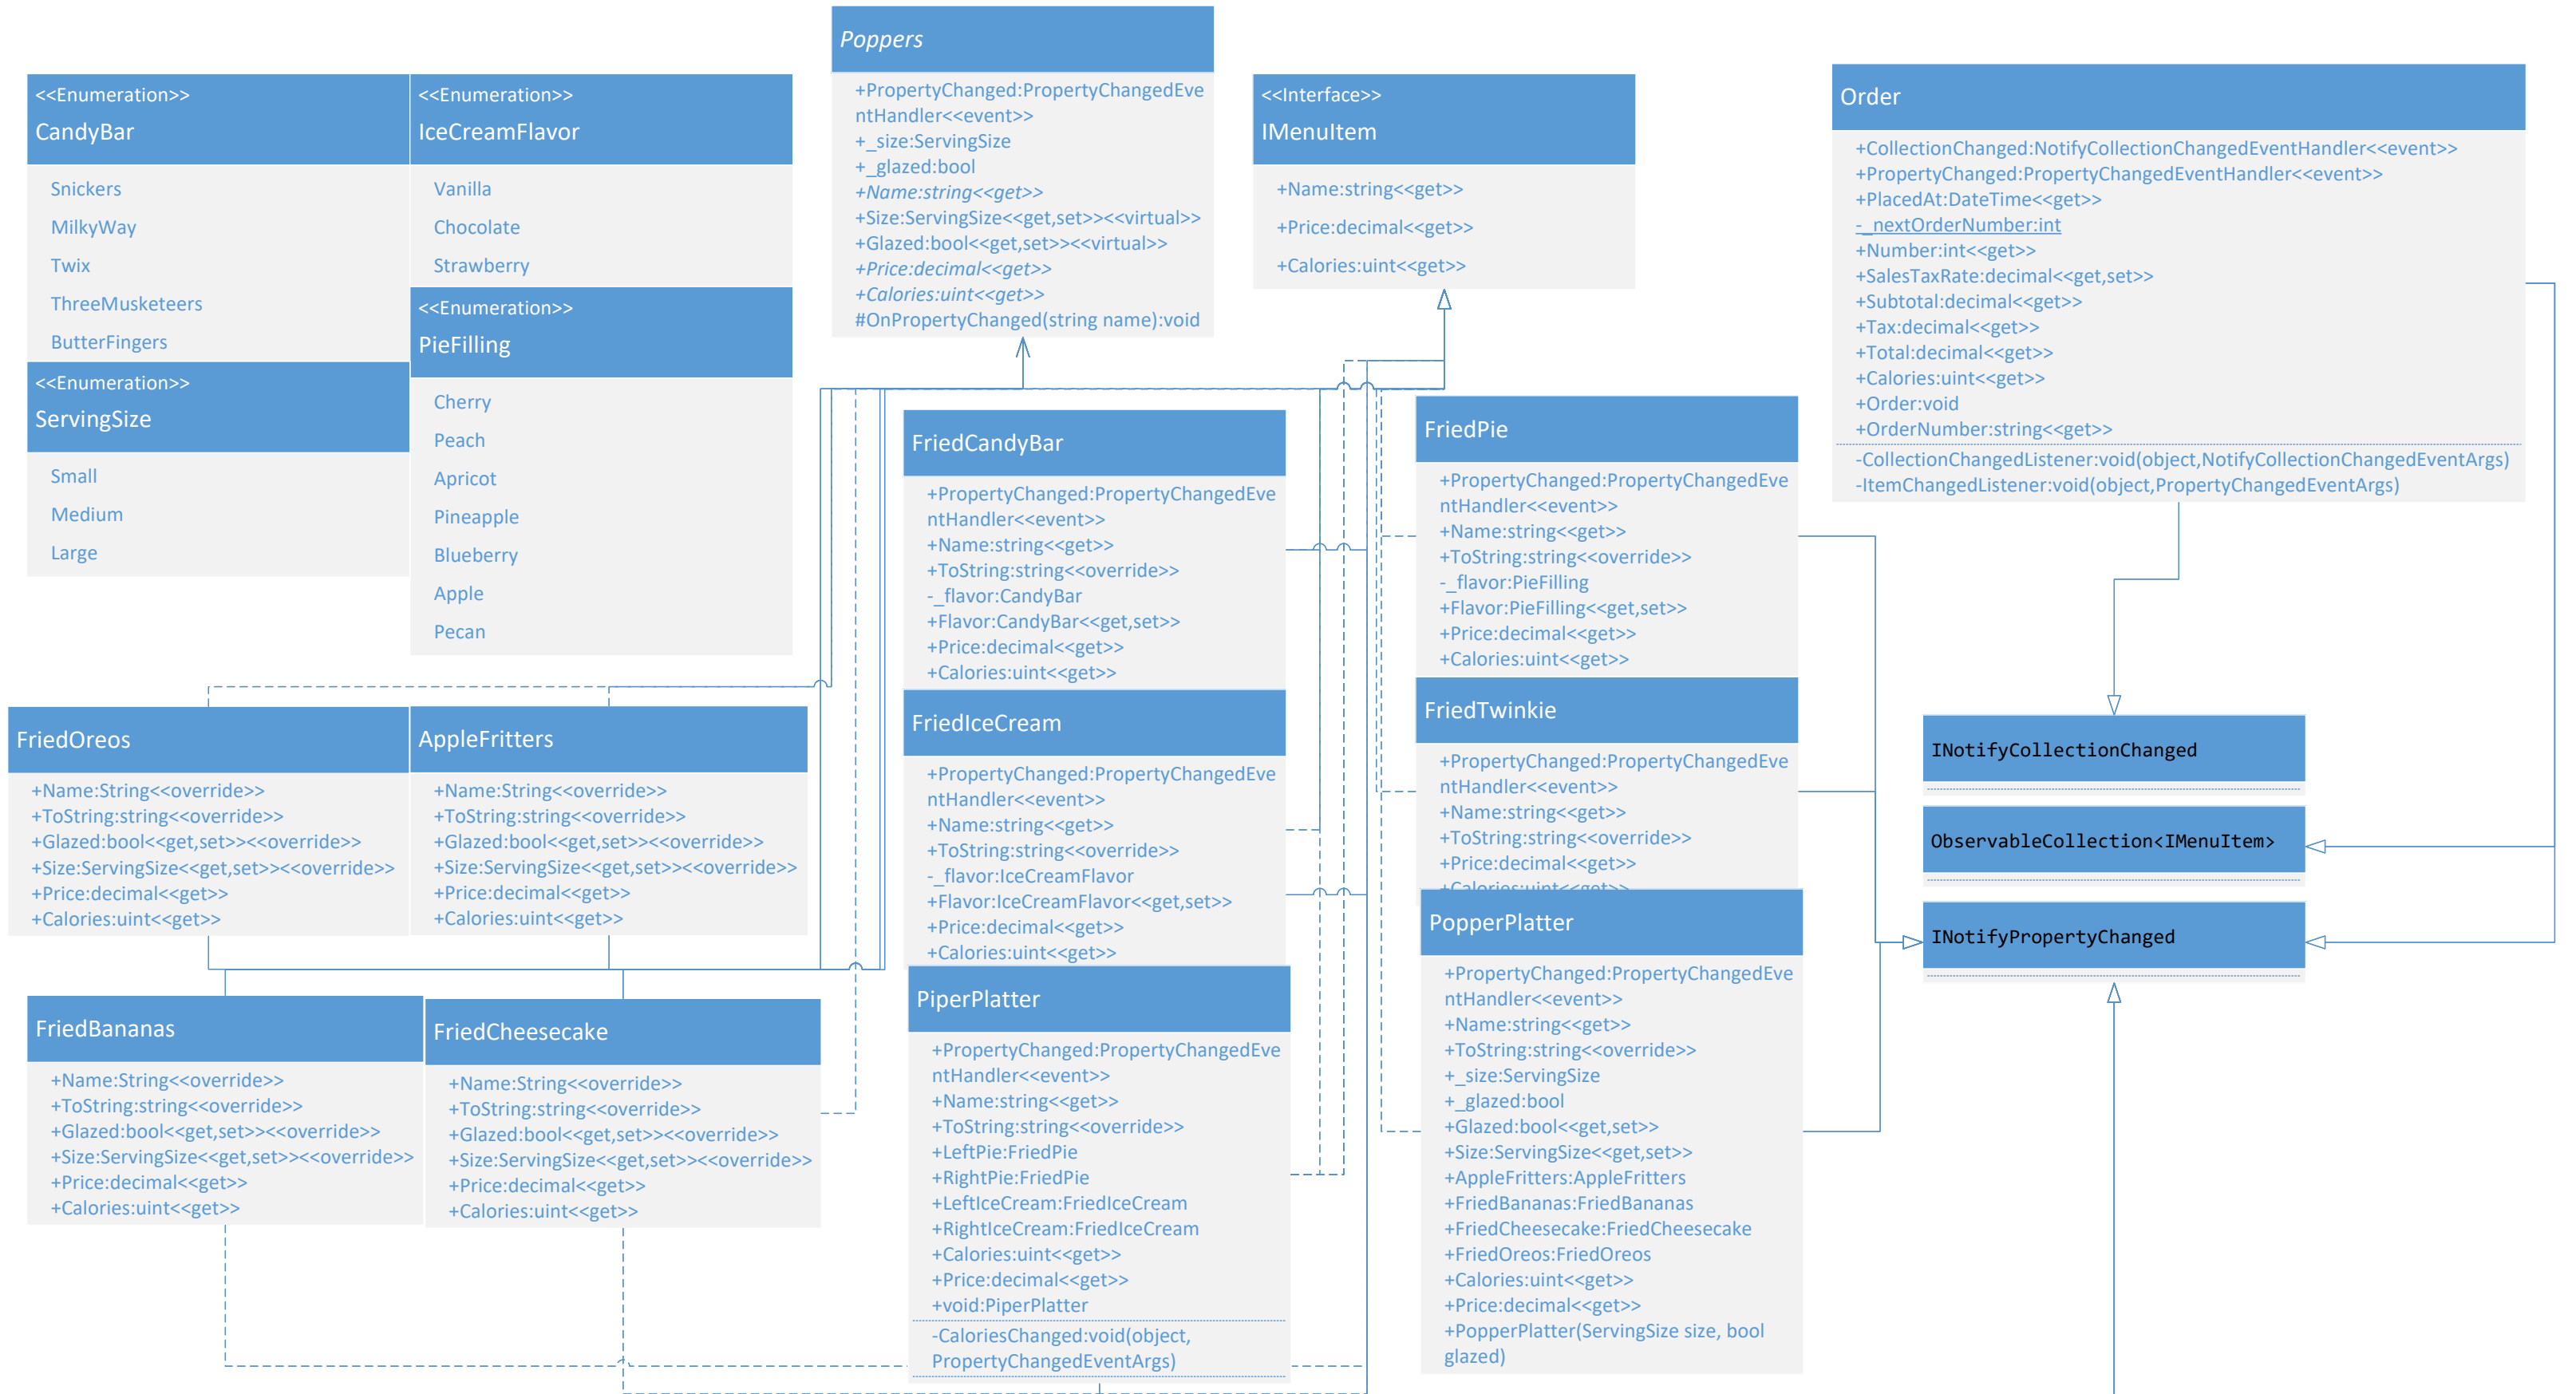 <<Enumeration>>
CandyBar
Snickers
MilkyWay
Twix
ThreeMusketeers
ButterFingers
<<Enumeration>>
ServingSize
Small
Medium
Large
<<Enumeration>>
IceCreamFlavor
Vanilla
Chocolate
Strawberry
<<Enumeration>>
PieFilling
Cherry
Peach
Apricot
Pineapple
Blueberry
Apple
Pecan
Poppers
+PropertyChanged:PropertyChangedEve
ntHandler<<event>>
+_size:ServingSize
+_glazed:bool
+Name:string<<get>>
+Size:ServingSize<<get,set>><<virtual>>
+Glazed:bool<<get,set>><<virtual>>
+Price:decimal<<get>>
+Calories:uint<<get>>
#OnPropertyChanged(string name):void
<<Interface>>
IMenuItem
+Name:string<<get>>
+Price:decimal<<get>>
+Calories:uint<<get>>
Order
+CollectionChanged:NotifyCollectionChangedEventHandler<<event>>
+PropertyChanged:PropertyChangedEventHandler<<event>>
+PlacedAt:DateTime<<get>>
-_nextOrderNumber:int
+Number:int<<get>>
+SalesTaxRate:decimal<<get,set>>
+Subtotal:decimal<<get>>
+Tax:decimal<<get>>
+Total:decimal<<get>>
+Calories:uint<<get>>
+Order:void
+OrderNumber:string<<get>>
-CollectionChangedListener:void(object,NotifyCollectionChangedEventArgs)
-ItemChangedListener:void(object,PropertyChangedEventArgs)
FriedCandyBar
+PropertyChanged:PropertyChangedEve
ntHandler<<event>>
+Name:string<<get>>
+ToString:string<<override>>
-_flavor:CandyBar
+Flavor:CandyBar<<get,set>>
+Price:decimal<<get>>
+Calories:uint<<get>>
FriedPie
+PropertyChanged:PropertyChangedEve
ntHandler<<event>>
+Name:string<<get>>
+ToString:string<<override>>
-_flavor:PieFilling
+Flavor:PieFilling<<get,set>>
+Price:decimal<<get>>
+Calories:uint<<get>>
FriedOreos
+Name:String<<override>>
+ToString:string<<override>>
+Glazed:bool<<get,set>><<override>>
+Size:ServingSize<<get,set>><<override>>
+Price:decimal<<get>>
+Calories:uint<<get>>
AppleFritters
+Name:String<<override>>
+ToString:string<<override>>
+Glazed:bool<<get,set>><<override>>
+Size:ServingSize<<get,set>><<override>>
+Price:decimal<<get>>
+Calories:uint<<get>>
FriedIceCream
+PropertyChanged:PropertyChangedEve
ntHandler<<event>>
+Name:string<<get>>
+ToString:string<<override>>
-_flavor:IceCreamFlavor
+Flavor:IceCreamFlavor<<get,set>>
+Price:decimal<<get>>
+Calories:uint<<get>>
FriedTwinkie
+PropertyChanged:PropertyChangedEve
ntHandler<<event>>
+Name:string<<get>>
+ToString:string<<override>>
+Price:decimal<<get>>
+Calories:uint<<get>>
INotifyCollectionChanged
ObservableCollection<IMenuItem>
INotifyPropertyChanged
FriedBananas
+Name:String<<override>>
+ToString:string<<override>>
+Glazed:bool<<get,set>><<override>>
+Size:ServingSize<<get,set>><<override>>
+Price:decimal<<get>>
+Calories:uint<<get>>
FriedCheesecake
+Name:String<<override>>
+ToString:string<<override>>
+Glazed:bool<<get,set>><<override>>
+Size:ServingSize<<get,set>><<override>>
+Price:decimal<<get>>
+Calories:uint<<get>>
PiperPlatter
+PropertyChanged:PropertyChangedEve
ntHandler<<event>>
+Name:string<<get>>
+ToString:string<<override>>
+LeftPie:FriedPie
+RightPie:FriedPie
+LeftIceCream:FriedIceCream
+RightIceCream:FriedIceCream
+Calories:uint<<get>>
+Price:decimal<<get>>
+void:PiperPlatter
-CaloriesChanged:void(object,
PropertyChangedEventArgs)
PopperPlatter
+PropertyChanged:PropertyChangedEve
ntHandler<<event>>
+Name:string<<get>>
+ToString:string<<override>>
+_size:ServingSize
+_glazed:bool
+Glazed:bool<<get,set>>
+Size:ServingSize<<get,set>>
+AppleFritters:AppleFritters
+FriedBananas:FriedBananas
+FriedCheesecake:FriedCheesecake
+FriedOreos:FriedOreos
+Calories:uint<<get>>
+Price:decimal<<get>>
+PopperPlatter(ServingSize size, bool
glazed)